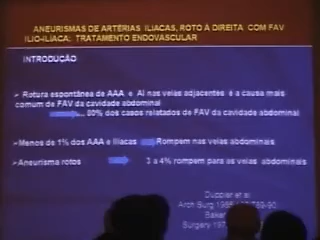 ANEURISMAS DE ARTÉRIAS ILIACAS, ROTO À DIREITA COM FAV
ILIO-ILÍACA: TRATAMENTO ENDOVASCULAR
INTRODUÇÃO
Rotura espontânea de AAA e AI nas veias adjacentes é a causa mais
comum de FAV da cavidade abdominal
80% dos casos relatados de FAV da cavidade abdominal
Menos de 1% dos AAA e Ilíacas Rompem nas veias abdominais
Aneurisma rotos 3 a 4% rompem para as veias abdominais
et al
Arch Surg
Surgery